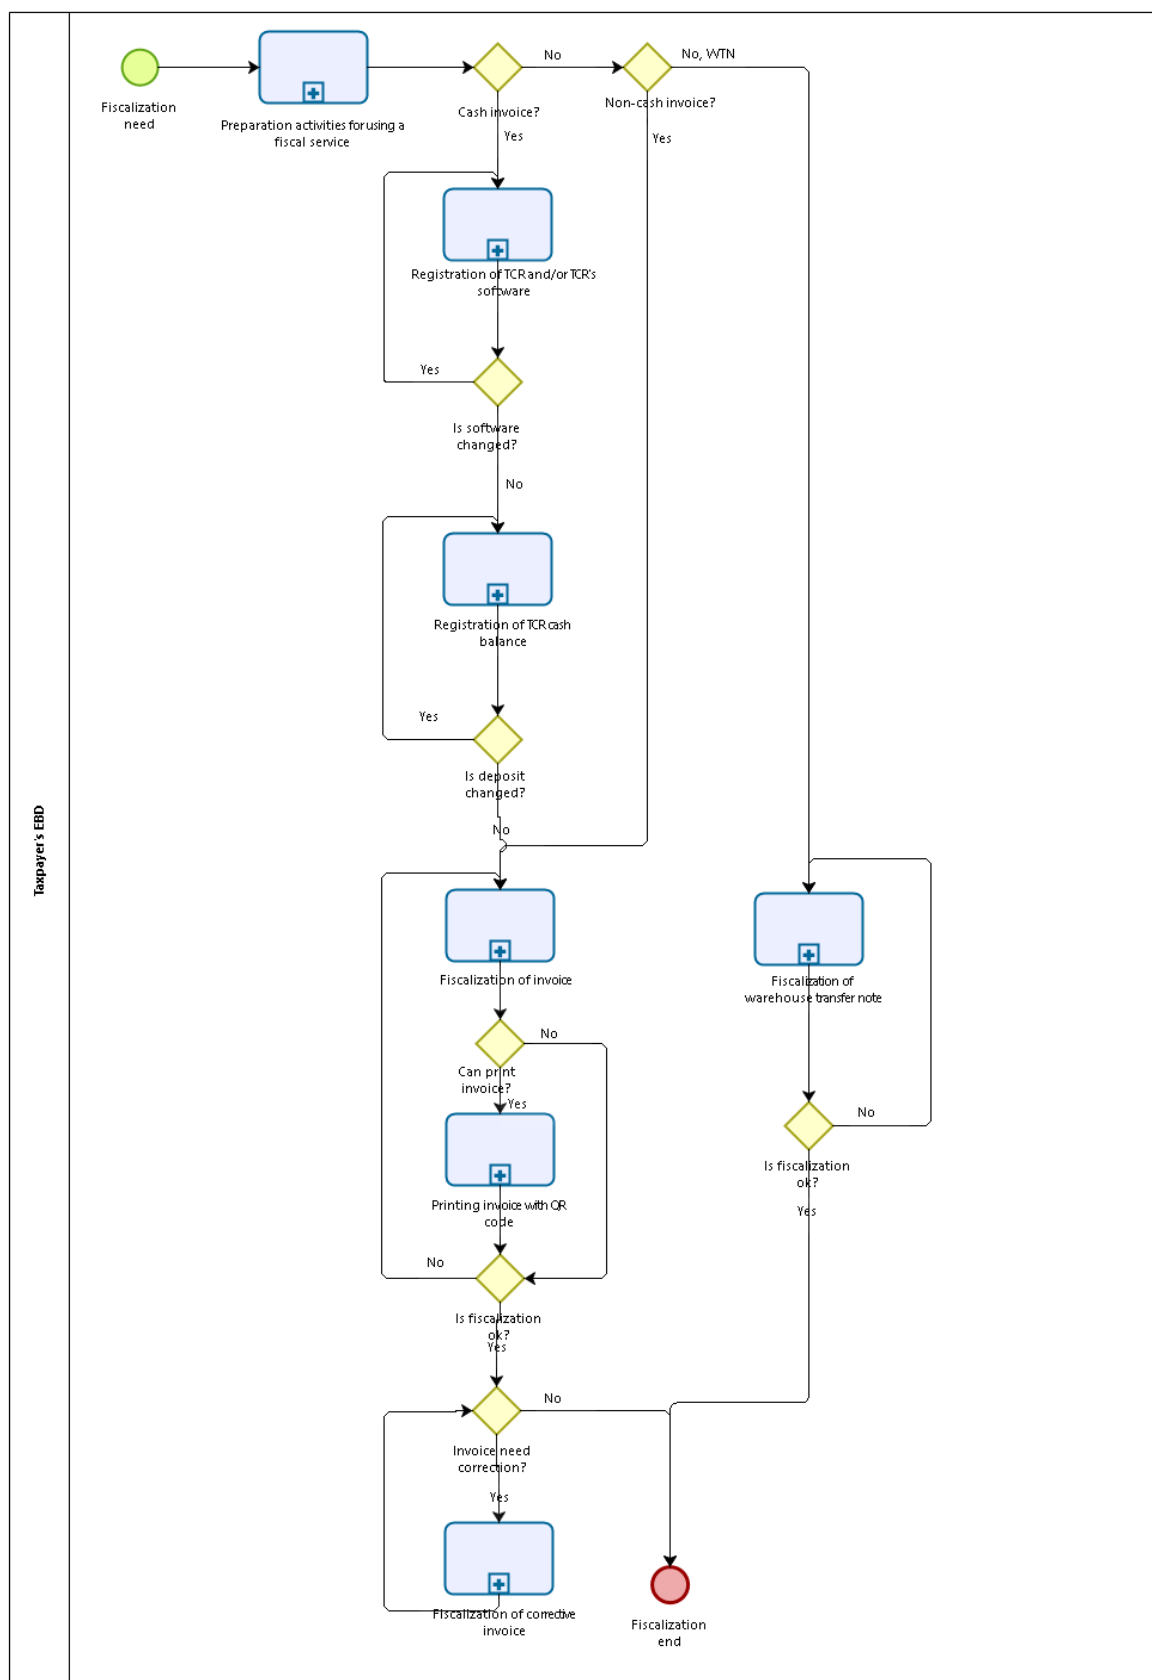 No
No, WTN
Fiscalization
need
Preparation activities for using a
fiscal service
Cash invoice?
Non-cash invoice?
Yes
Yes
Registration of TCR and/or TCR's
software
Yes
Is software
changed?
No
Registration of TCR cash
balance
Yes
Is deposit
changed?
No
Taxpayer's EBD
Fiscalization of invoice
Fiscalization of
warehouse transfer note
No
Can print
invoice?
Yes
No
Printing invoice with QR
code
Is fiscalization
ok?
Yes
No
Is fiscalization
ok?
Yes
No
Invoice need
correction?
Yes
Fiscalization of corrective
invoice
Fiscalization
end